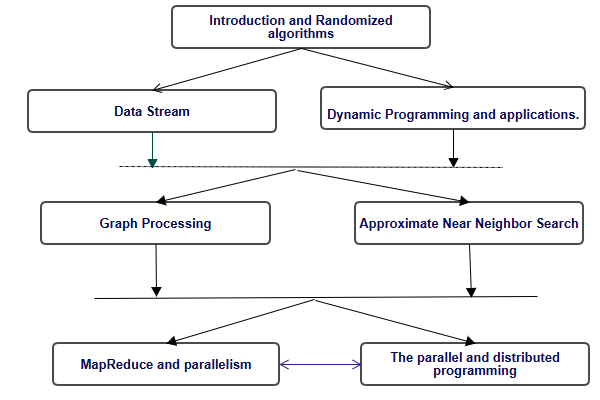 Introduction and Randomized
algorithms
Data Stream
Dynamic Programming and applications.
Graph Processing
Approximate Near Neighbor Search
MapReduce and parallelism
The parallel and distributed
programming